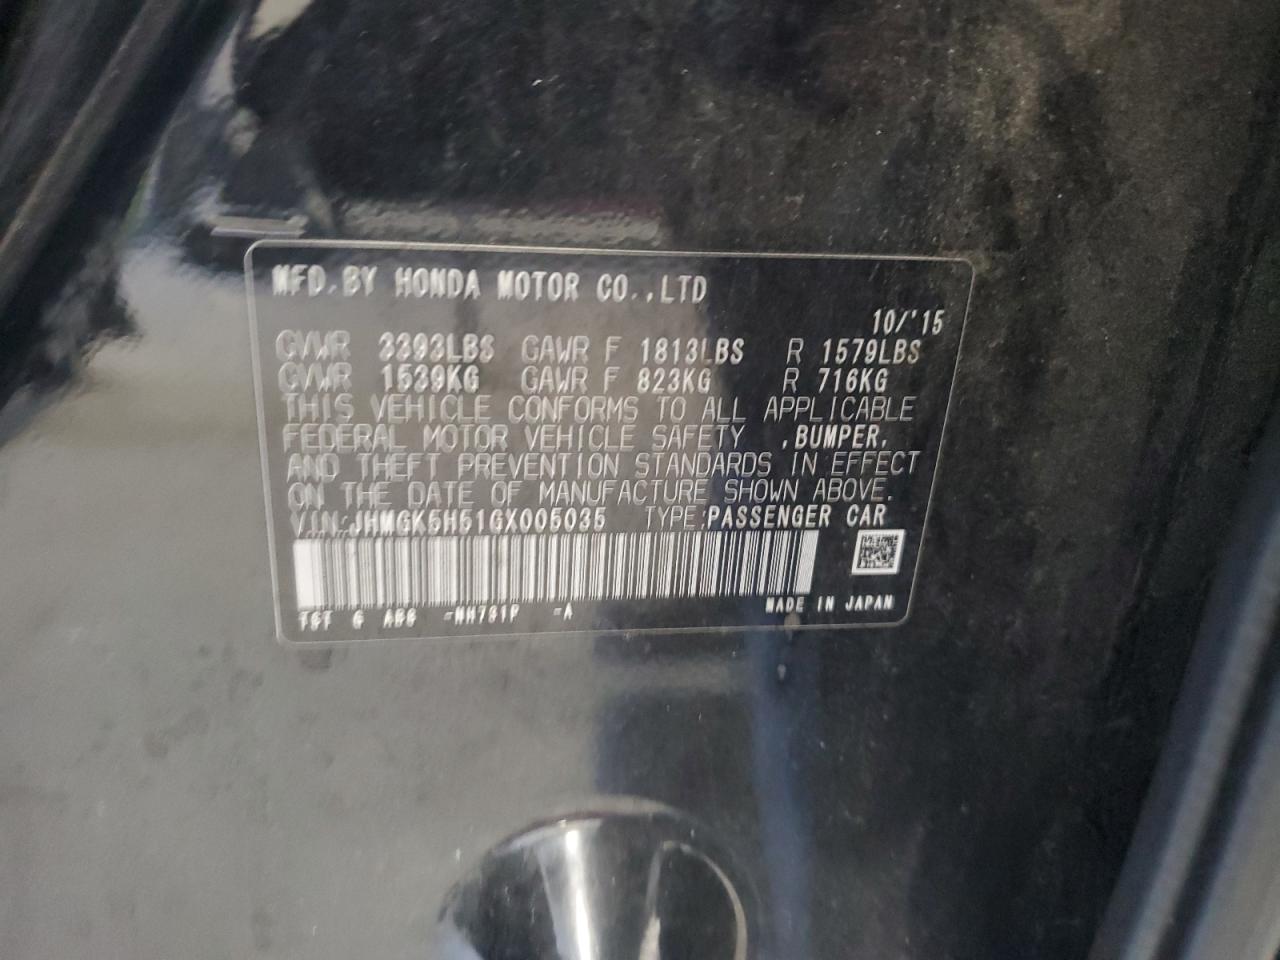 MFD.BY HONDA MOTOR CO.,LTD
10/'15
GVWR 3393LBS GAWR F 1813LBS R 1579LBS
GVWR 1539KG GAWR F 823KG R 716KG
THIS VEHICLE CONFORMS TO ALL APPLICABLE
FEDERAL MOTOR VEHICLE SAFETY ,BUMPER,
AND THEFT PREVENTION STANDARDS IN EFFECT
ON THE DATE OF MANUFACTURE SHOWN ABOVE.
VIN:JHMGK5H51GX005035 TYPE:PASSENGER CAR
-NH731P -A MADE IN JAPAN